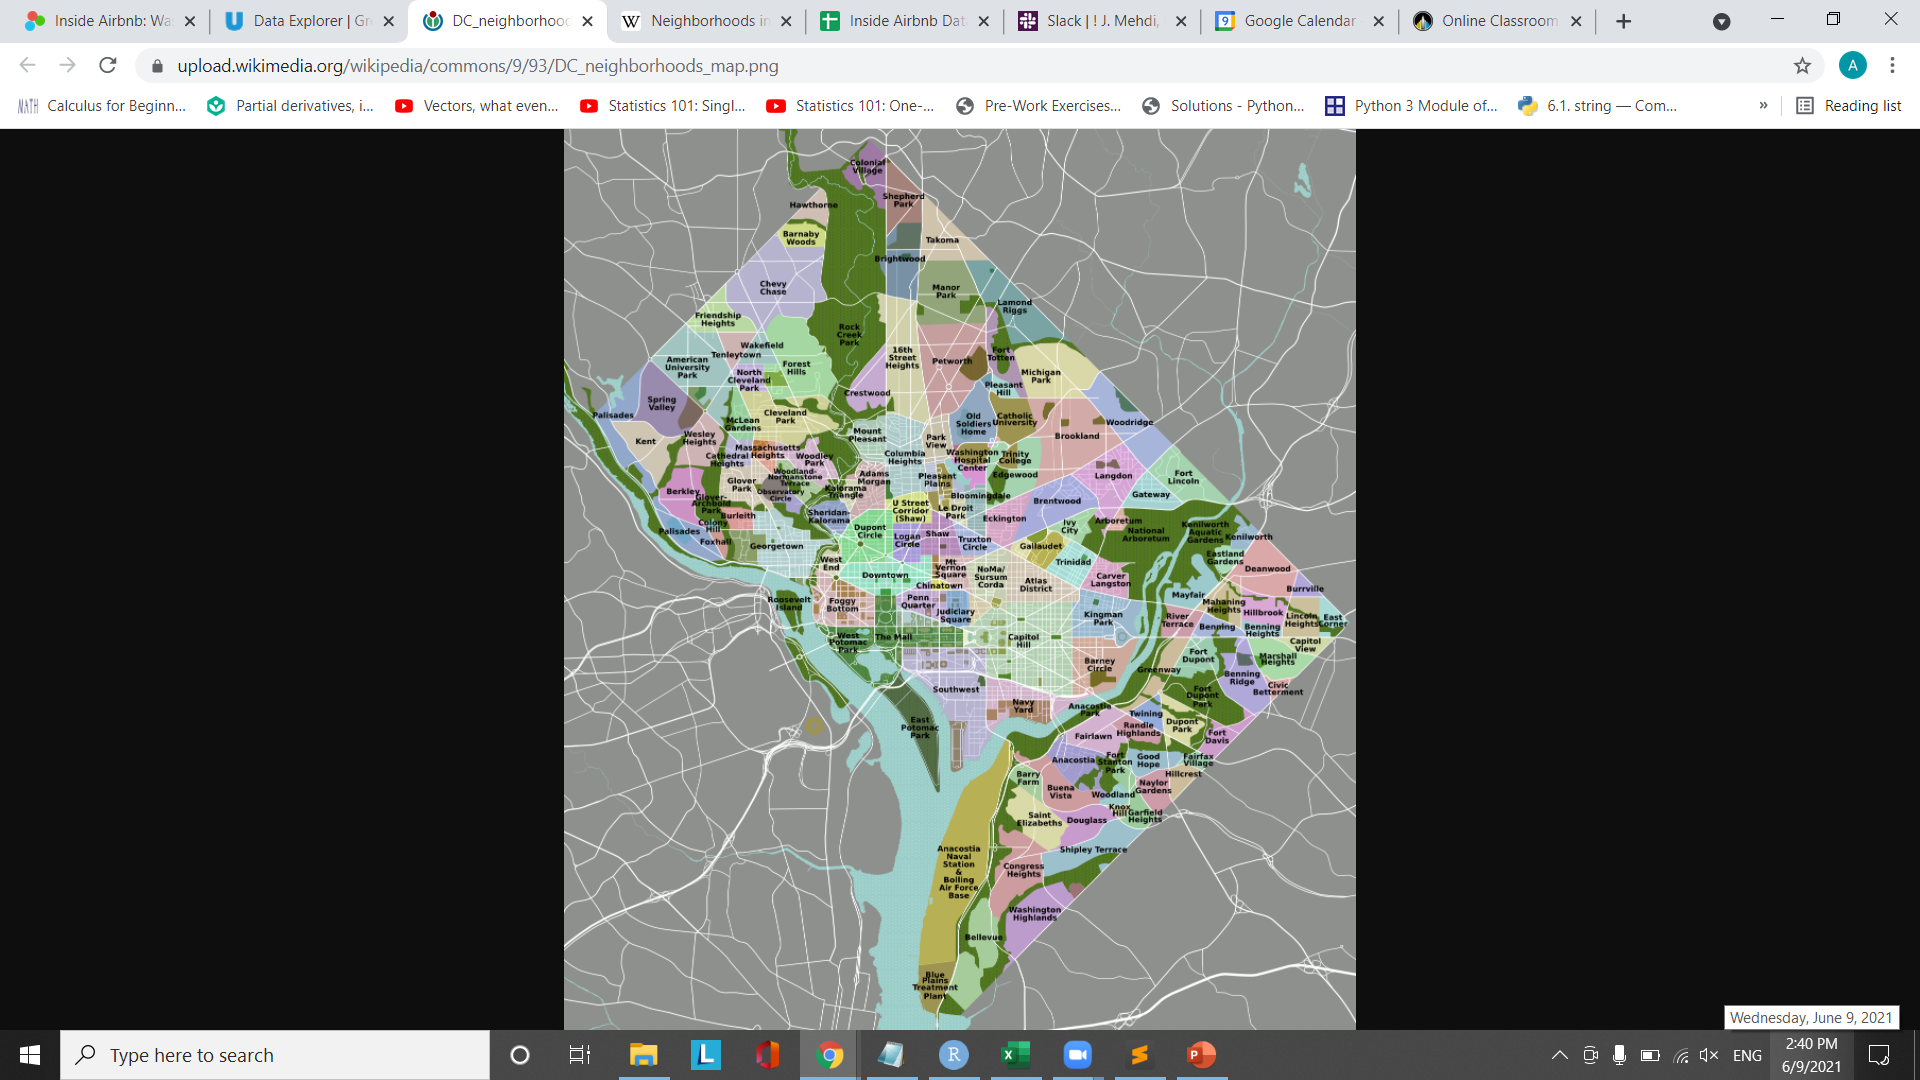 Inside Airbnb: Wa
Data Explorer | Gr
DC_neighborhoo
Neighborhoods in
Inside Airbnb Dat
Slack | ! J. Mehdi,
Google Calendar
Online Classroom
upload.wikimedia.org/wikipedia/commons/9/93/DC_neighborhoods_map.png
A
MATH
Calculus for Beginn...
Partial derivatives, i...
Vectors, what even...
Statistics 101: Singl...
Statistics 101: One-...
Pre-Work Exercises...
Solutions - Python...
Python 3 Module of...
6.1. string — Com...
»
Reading list
Colonial
Village
Shepherd
Park
Hawthorne
Barnaby
Woods
Takoma
Brightwood
Chevy
Chase
Manor
Park
Lamond
Riggs
Friendship
Heights
Rock
Creek
Park
Wakefield
Tenleytown
American
University
Park
Forest
Hills
North
Cleveland
Park
16th
Street
Heights
Petworth
Fort
Totten
Michigan
Park
Pleasant
Hill
Crestwood
Spring
Valley
Palisades
McLean
Gardens
Cleveland
Park
Old
Soldiers
Home
Catholic
University
Woodridge
Brookland
Kent
Wesley
Heights
Mount
Pleasant
Park
View
Columbia
Heights
Massachusetts
Heights
Cathedral
Heights
Woodley
Park
Washington
Hospital
Center
Trinity
College
Edgewood
Woodland-
Normanstone
Terrace
Observatory
Circle
Glover
Park
Kalorama
Triangle
Adams
Morgan
Pleasant
Plains
Bloomingdale
Langdon
Fort
Lincoln
Gateway
Brentwood
Berkley
Glover-
Archbold
Park
Burleith
Colony
Hill
Palisades
Foxhall
Sheridan-
Kalorama
U Street
Corridor
(Shaw)
Le Droit
Park
Eckington
Ivy
City
Arboretum
National
Arboretum
Kenilworth
Aquatic
Gardens
Kenilworth
Georgetown
Dupont
Circle
Logan
Circle
Shaw
Truxton
Circle
Gallaudet
Trinidad
Eastland
Gardens
Deanwood
West
End
Downtown
Mt
Vernon
Square
Chinatown
NoMa/
Sursum
Corda
Atlas
District
Carver
Langston
Burrville
Mayfair
Mahaning
Heights
Hillbrook
Lincoln
Heights
East
Corner
Roosevelt
Island
Foggy
Bottom
Penn
Quarter
Judiciary
Square
Kingman
Park
River
Terrace
Benning
Benning
Heights
Capitol
View
West
Potomac
Park
The Mall
Capitol
Hill
Fort
Dupont
Marshall
Heights
Barney
Circle
Greenway
Benning
Ridge
Civic
Betterment
Southwest
Fort
Dupont
Park
Navy
Yard
Anacostia
Park
Twining
East
Potomac
Park
Randle
Highlands
Dupont
Park
Fort
Davis
Fairlawn
Anacostia
Fort
Stanton
Park
Good
Hope
Fairfax
Village
Hillcrest
Barry
Farm
Buena
Vista
Woodland
Naylor
Gardens
Knox
Hill
Garfield
Heights
Saint
Elizabeths
Douglass
Shipley Terrace
Anacostia
Naval
Station
&
Bolling
Air Force
Base
Congress
Heights
Washington
Highlands
Bellevue
Blue
Plains
Treatment
Plant
Wednesday, June 9, 2021
Type here to search
L
R
ENG
2:40 PM
6/9/2021